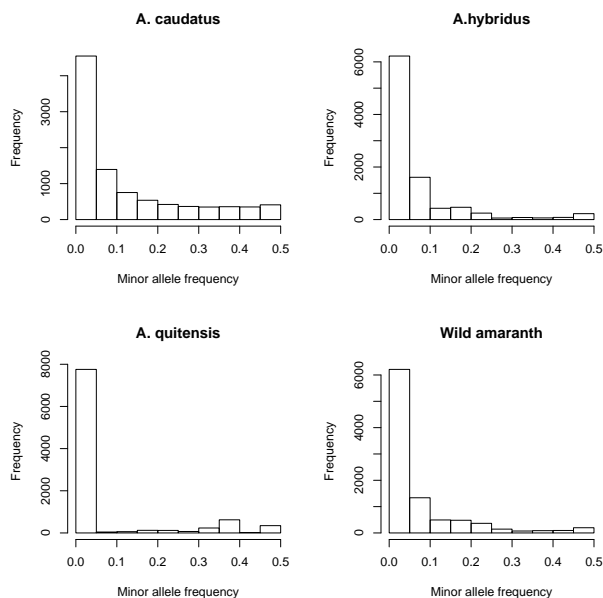 A. caudatus
Frequency
1000
3000
0.0 0.1 0.2 0.3 0.4 0.5
Minor allele frequency
A.hybridus
Frequency
0 2000 4000 6000
0.0 0.1 0.2 0.3 0.4 0.5
Minor allele frequency
A. quitensis
Frequency
0 2000 4000 6000 8000
0.0 0.1 0.2 0.3 0.4 0.5
Minor allele frequency
Wild amaranth
Frequency
0 2000 4000 6000
0.0 0.1 0.2 0.3 0.4 0.5
Minor allele frequency